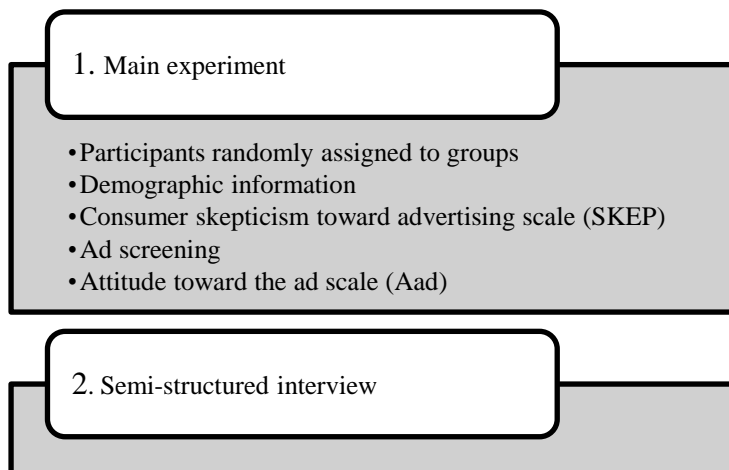 1. Main experiment
•Participants randomly assigned to groups
•Demographic information
•Consumer skepticism toward advertising scale (SKEP)
•Ad screening
•Attitude toward the ad scale (Aad)
2. Semi-structured interview